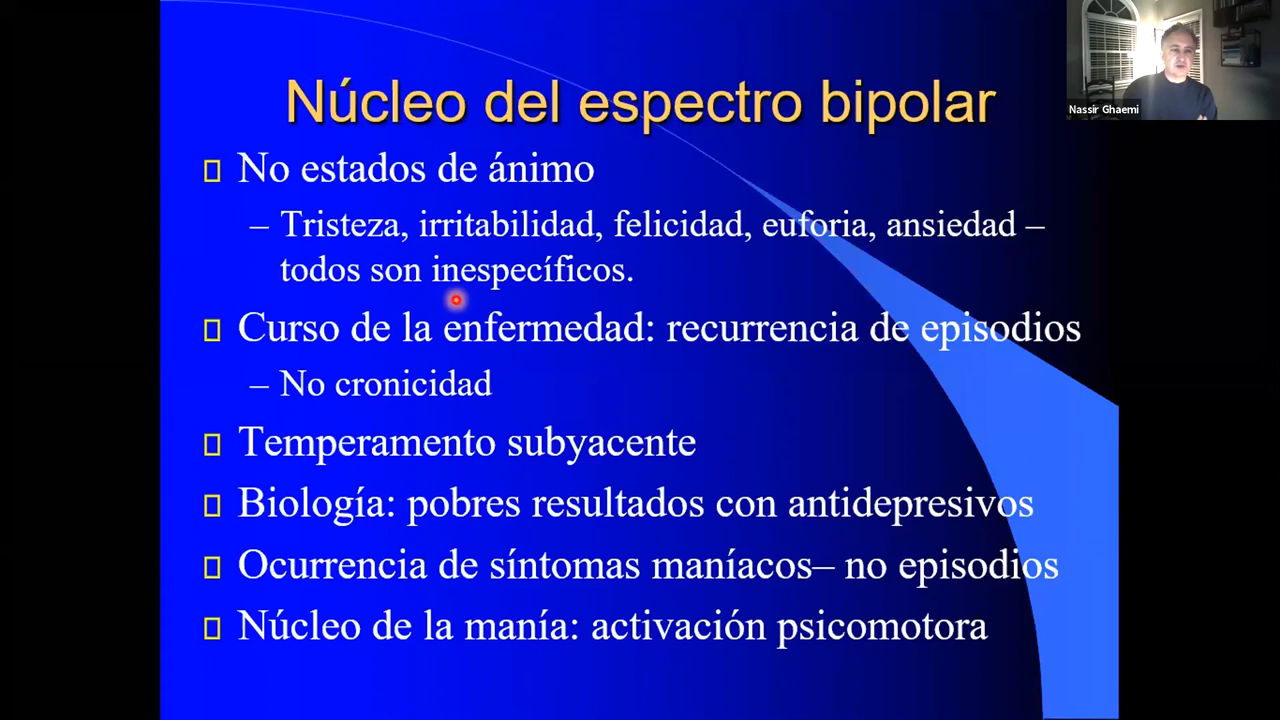 Núcleo del espectro bipolar
No estados de ánimo
– Tristeza, irritabilidad, felicidad, euforia, ansiedad –
todos son inespecíficos.
Curso de la enfermedad: recurrencia de episodios
– No cronicidad
Temperamento subyacente
Biología: pobres resultados con antidepresivos
Ocurrencia de síntomas maníacos– no episodios
Núcleo de la manía: activación psicomotora
Nassir Ghaemi